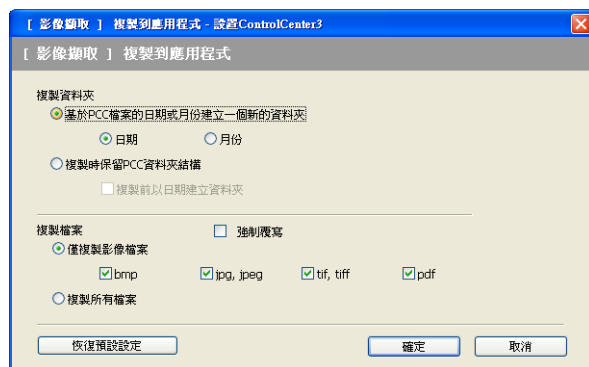 [ 影像擷取 ] 複製到應用程式 - 設置ControlCenter3
[ 影像擷取 ] 複製到應用程式
複製資料夾
基於PCC檔案的日期或月份建立一個新的資料夾
日期 月份
複製時保留PCC資料夾結構
複製前以日期建立資料夾
複製檔案 強制覆寫
僅複製影像檔案
bmp jpg, jpeg tif, tiff pdf
複製所有檔案
恢復預設設定 確定 取消